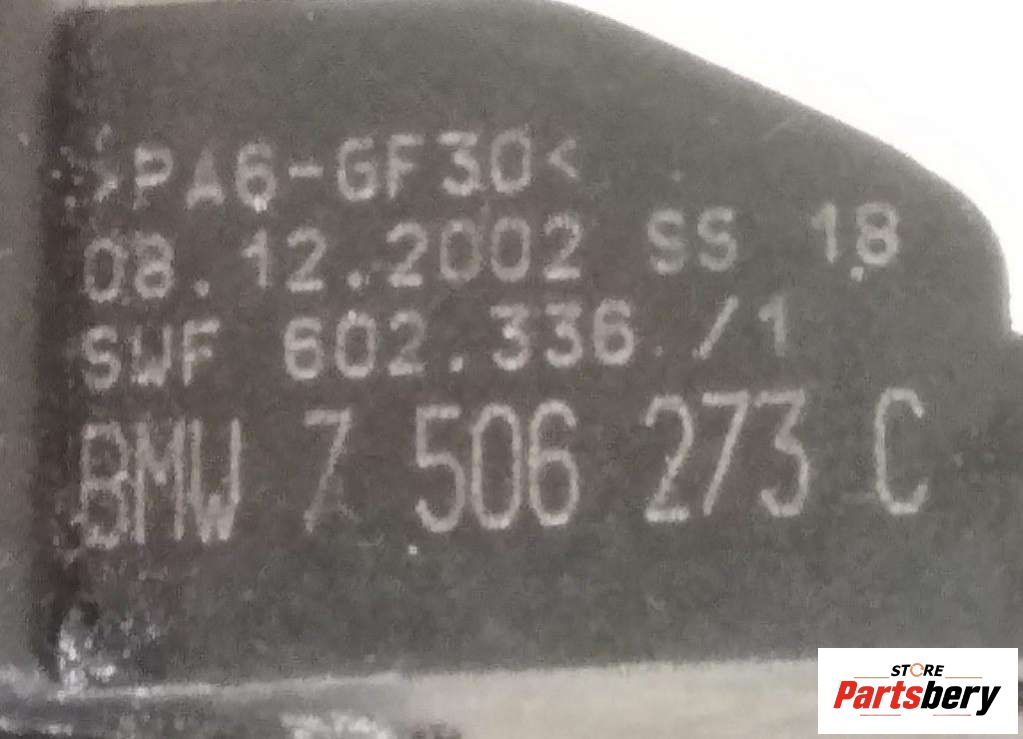 >PA6-GF30<
08.12.2002 SS 18
SWF 602.336 /1
BMW 7 506 273 C
STORE
Partsbery